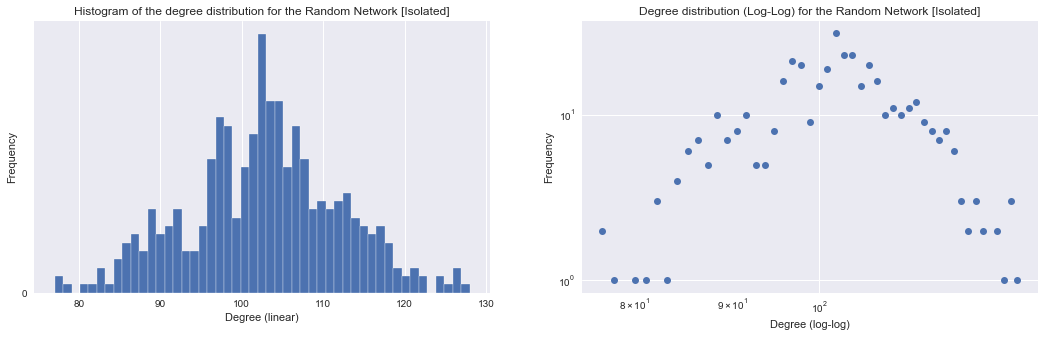 Histogram of the degree distribution for the Random Network [Isolated]
Frequency
0
80 90 100 110 120 130
Degree (linear)
Degree distribution (Log-Log) for the Random Network [Isolated]
Frequency
10¹
10⁰
8 × 10¹ 9 × 10¹ 10²
Degree (log-log)